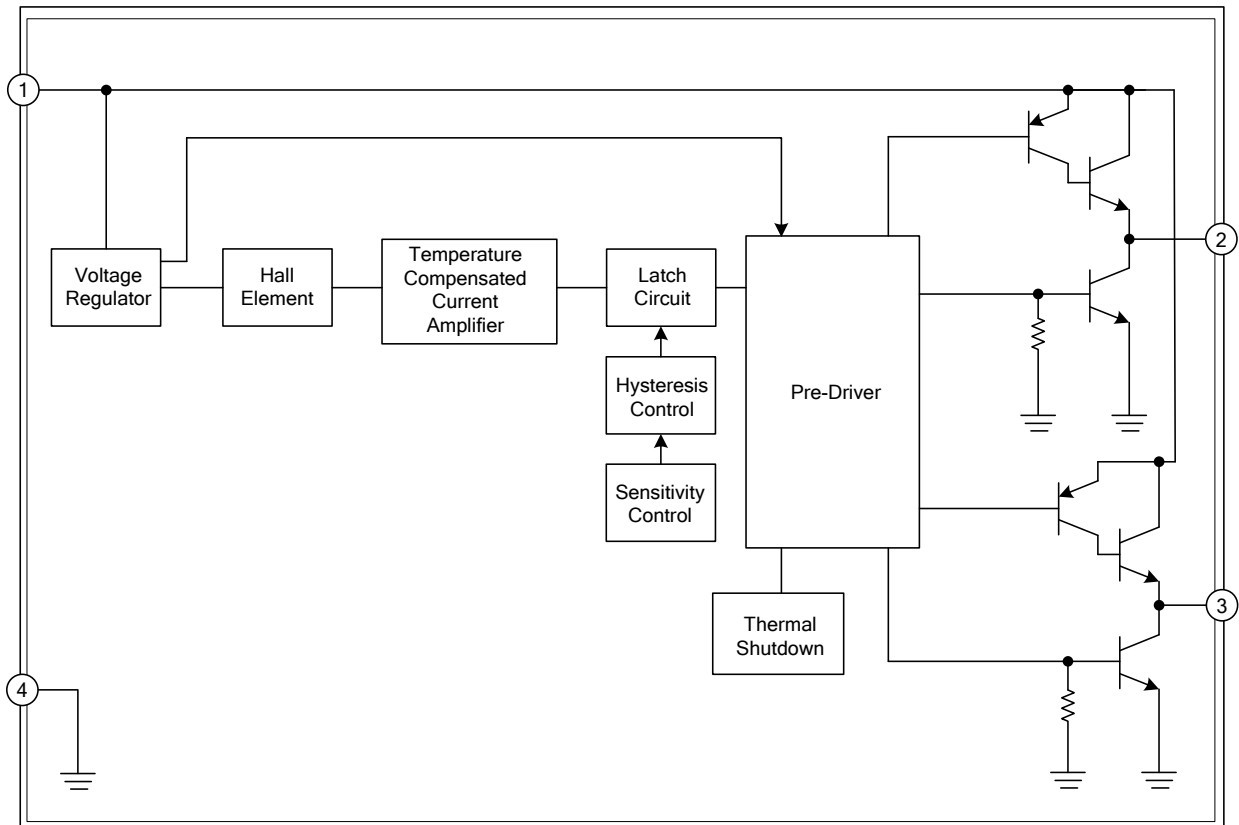 1
2
Voltage
Regulator
Hall
Element
Temperature
Compensated
Current
Amplifier
Latch
Circuit
Hysteresis
Control
Pre-Driver
Sensitivity
Control
Thermal
Shutdown
3
4